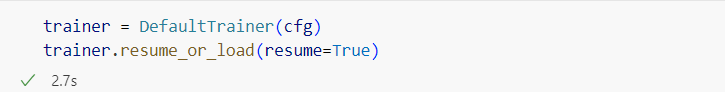 trainer = DefaultTrainer(cfg)
trainer.resume_or_load(resume=True)
✓ 2.7s